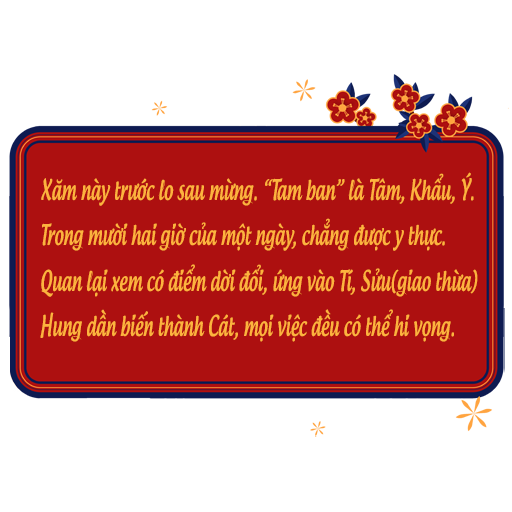 Xăm này trước lo sau mừng. “Tam ban” là Tâm, Khẩu, Ý.
Trong mười hai giờ của một ngày, chẳng được y thực.
Quan lại xem có điểm dời đổi, ứng vào Tí, Sửu(giao thừa)
Hung dần biến thành Cát, mọi việc đều có thể hi vọng.